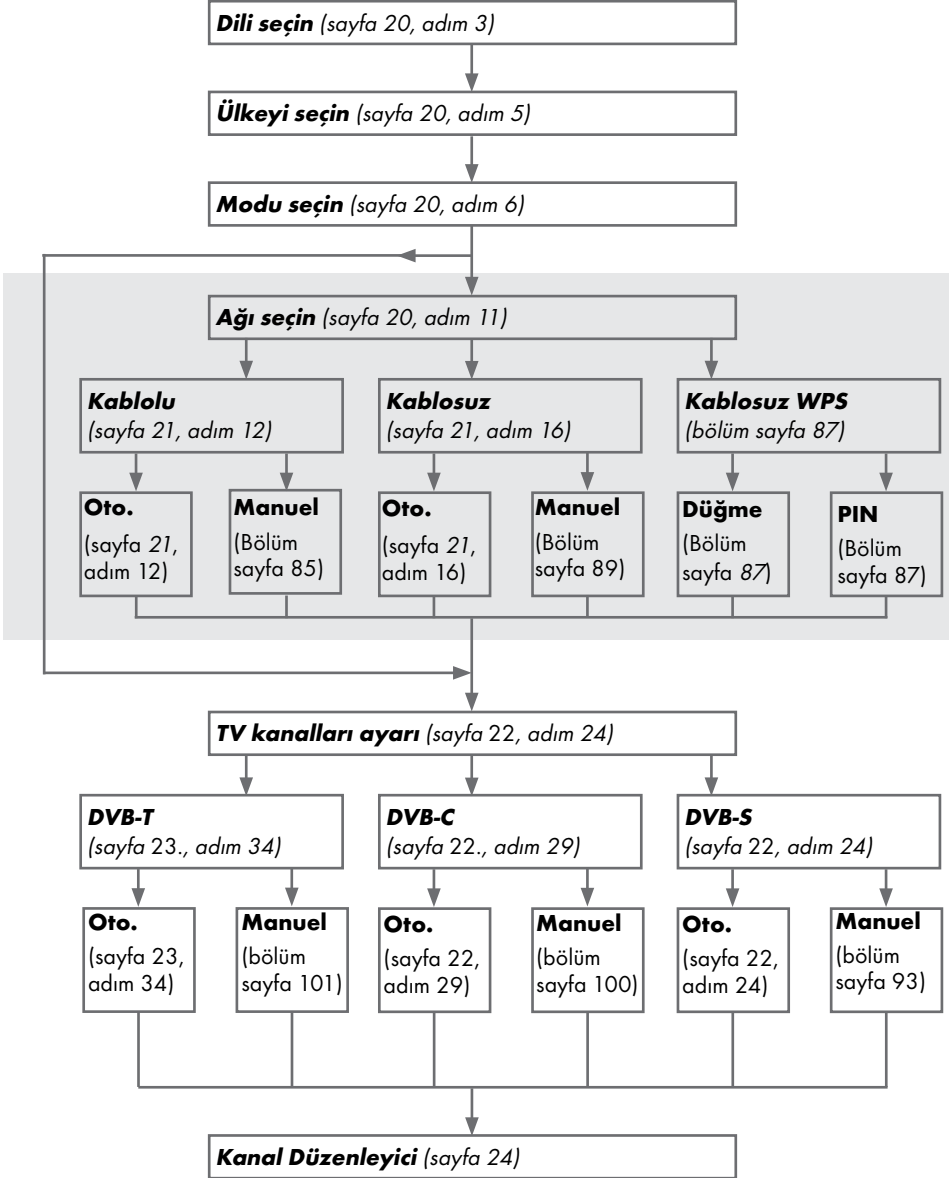 Dili seçin (sayfa 20, adım 3)
Ülkeyi seçin (sayfa 20, adım 5)
Modu seçin (sayfa 20, adım 6)
Ağı seçin (sayfa 20, adım 11)
Kablolu
(sayfa 21, adım 12)
Kablosuz
(sayfa 21, adım 16)
Kablosuz WPS
(bölüm sayfa 87)
Oto.
(sayfa 21,
adım 12)
Manuel
(Bölüm
sayfa 85)
Oto.
(sayfa 21,
adım 16)
Manuel
(Bölüm
sayfa 89)
Düğme
(Bölüm
sayfa 87)
PIN
(Bölüm
sayfa 87)
TV kanalları ayarı (sayfa 22, adım 24)
DVB-T
(sayfa 23., adım 34)
DVB-C
(sayfa 22., adım 29)
DVB-S
(sayfa 22, adım 24)
Oto.
(sayfa 23,
adım 34)
Manuel
(bölüm
sayfa 101)
Oto.
(sayfa 22,
adım 29)
Manuel
(bölüm
sayfa 100)
Oto.
(sayfa 22,
adım 24)
Manuel
(bölüm
sayfa 93)
Kanal Düzenleyici (sayfa 24)